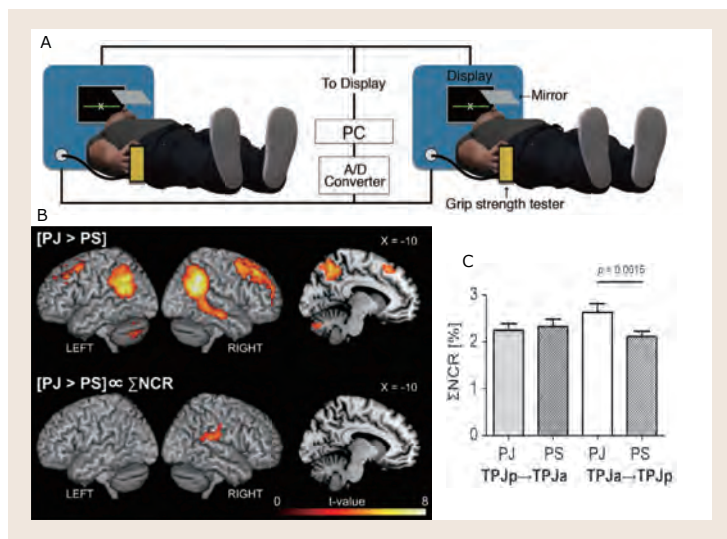 A
To Display
Display
Mirror
PC
A/D
Converter
Grip strength tester
B
[PJ > PS]
X = -10
LEFT
RIGHT
[PJ > PS]∝ ∑NCR
X = -10
LEFT
RIGHT
0
t-value
8
C
p = 0.0015
ΣNCR [%]
3
2
1
0
PJ
PS
PJ
PS
TPJp→TPJa
TPJa→TPJp